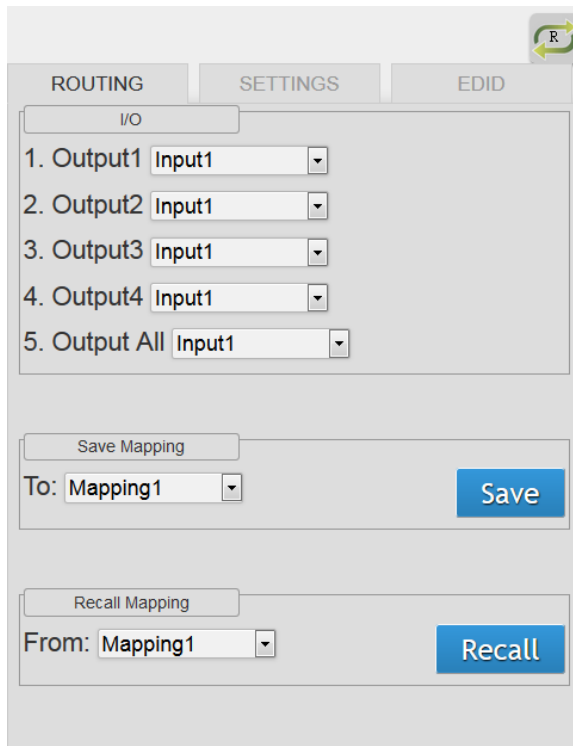 R
ROUTING SETTINGS EDID
I/O
1. Output1 Input1
2. Output2 Input1
3. Output3 Input1
4. Output4 Input1
5. Output All Input1
Save Mapping
To: Mapping1 Save
Recall Mapping
From: Mapping1 Recall